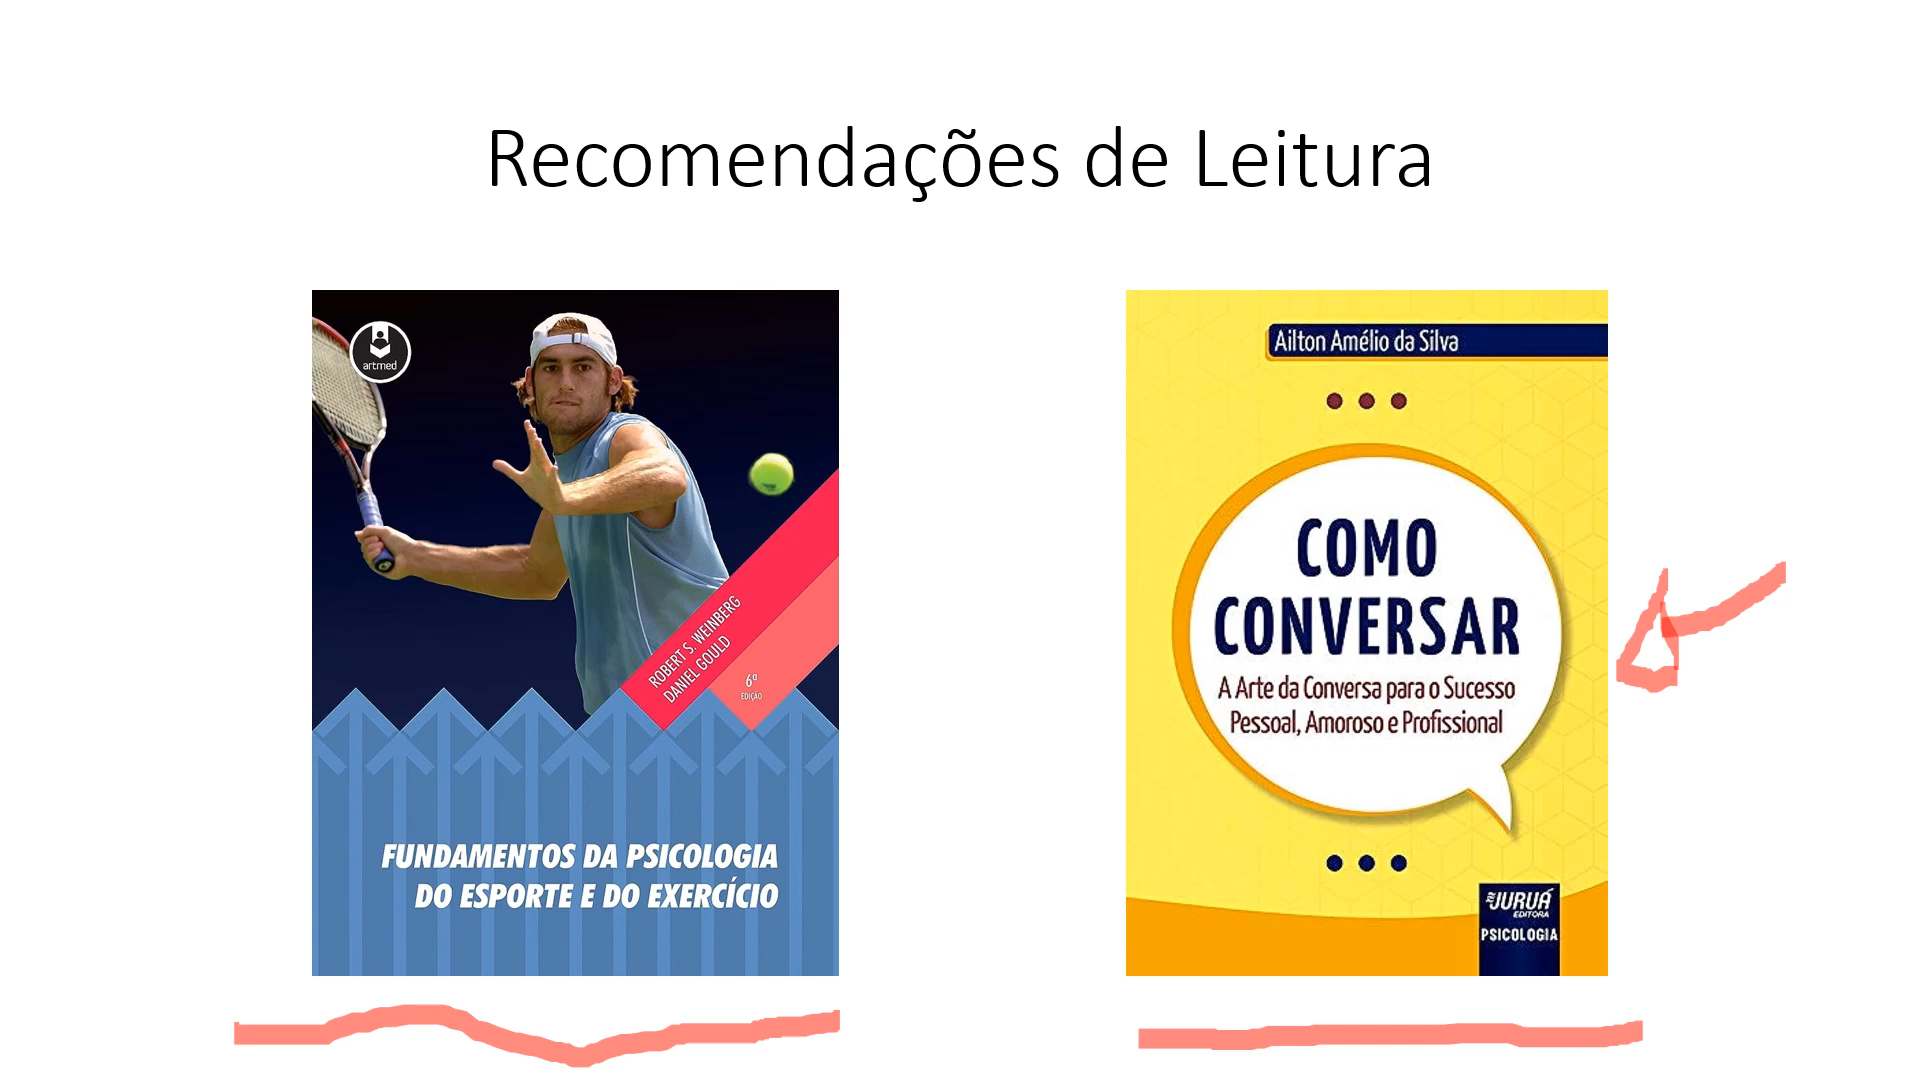 Recomendações de Leitura
artmed
ROBERT S. WEINBERG
DANIEL GOULD
6ª
EDIÇÃO
FUNDAMENTOS DA PSICOLOGIA
DO ESPORTE E DO EXERCÍCIO
Ailton Amélio da Silva
COMO
CONVERSAR
A Arte da Conversa para o Sucesso
Pessoal, Amoroso e Profissional
JURUÁ
EDITORA
PSICOLOGIA